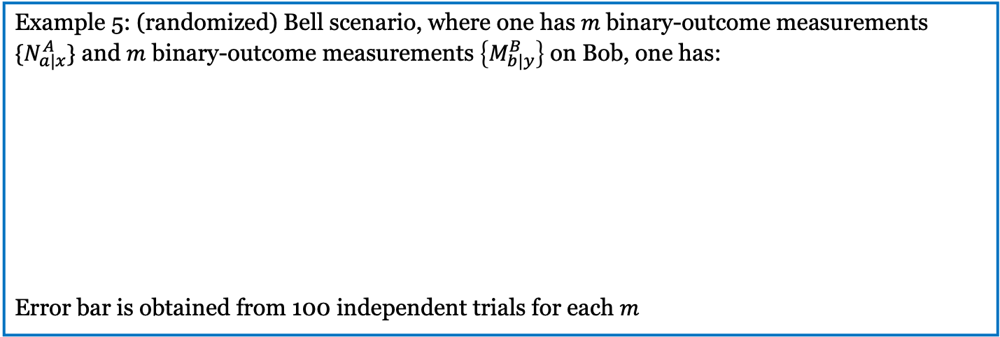 Example 5: (randomized) Bell scenario, where one has m binary-outcome measurements
{N^A_{a|x}} and m binary-outcome measurements {M^B_{b|y}} on Bob, one has:
Error bar is obtained from 100 independent trials for each m